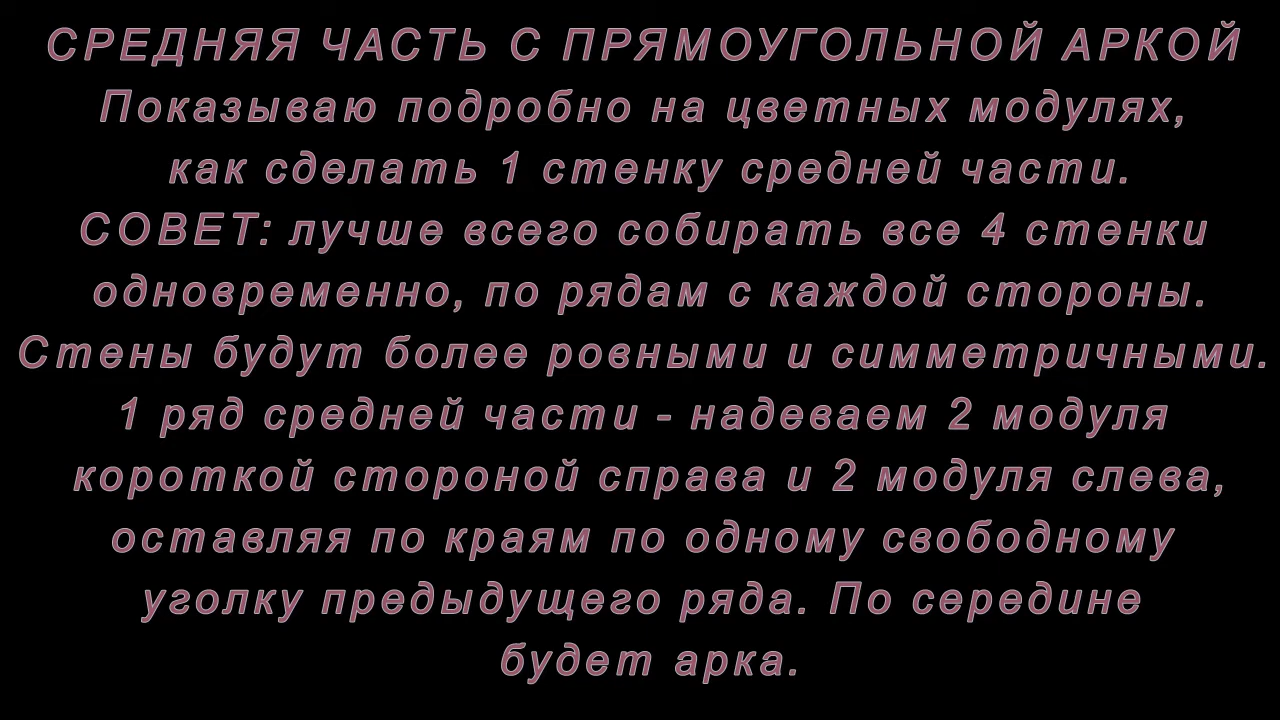 СРЕДНЯЯ ЧАСТЬ С ПРЯМОУГОЛЬНОЙ АРКОЙ
Показываю подробно на цветных модулях,
как сделать 1 стенку средней части.
СОВЕТ: лучше всего собирать все 4 стенки
одновременно, по рядам с каждой стороны.
Стены будут более ровными и симметричными.
1 ряд средней части - надеваем 2 модуля
короткой стороной справа и 2 модуля слева,
оставляя по краям по одному свободному
уголку предыдущего ряда. По середине
будет арка.